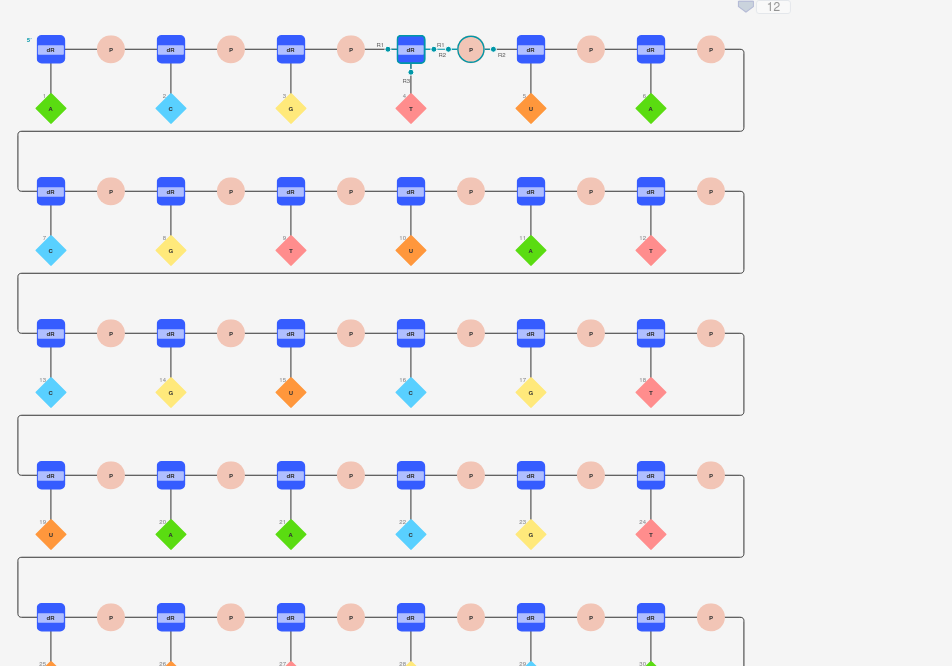 12
5' dR P dR P dR P R1 dR R1 R2 P R2 dR P dR P
R3
1 2 3 4 5 6
A C G T U A
dR P dR P dR P dR P dR P dR P
7 8 9 10 11 12
C G T U A T
dR P dR P dR P dR P dR P dR P
13 14 15 16 17 18
C G U C G T
dR P dR P dR P dR P dR P dR P
19 20 21 22 23 24
U A A C G T
dR P dR P dR P dR P dR P dR P
25 26 27 28 29 30